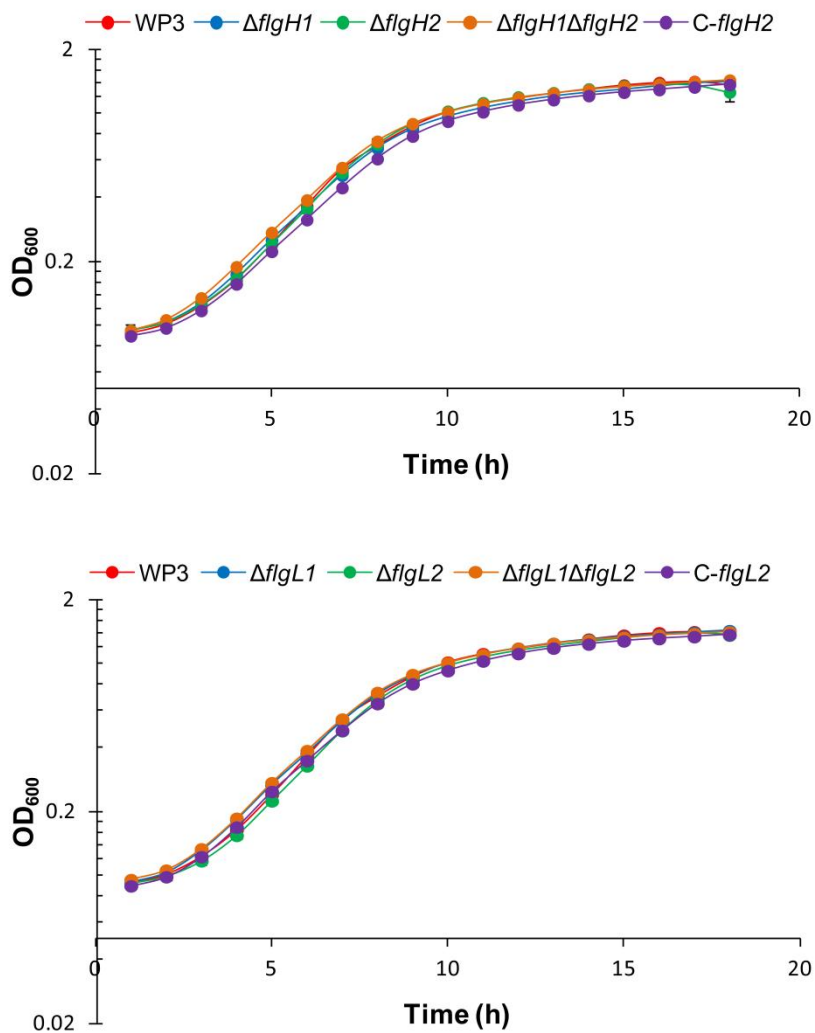 WP3 ΔflgH1 ΔflgH2 ΔflgH1ΔflgH2 C-flgH2
2
OD600
0.2
0 5 10 15 20
Time (h)
0.02
WP3 ΔflgL1 ΔflgL2 ΔflgL1ΔflgL2 C-flgL2
2
OD600
0.2
0 5 10 15 20
Time (h)
0.02